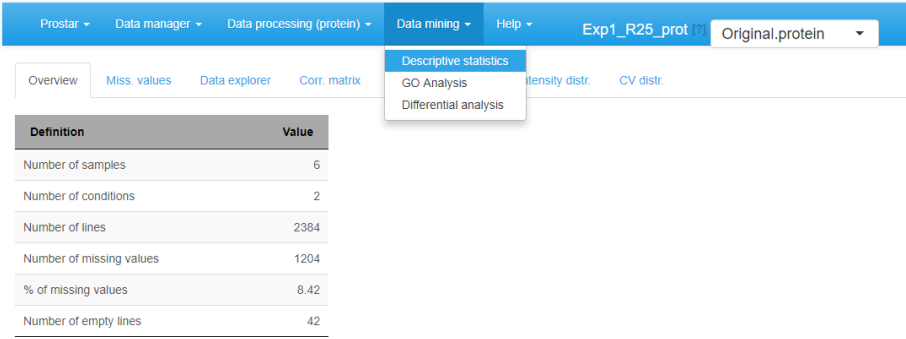 Prostar Data manager Data processing (protein) Data mining Help Exp1_R25_prot [?] Original.protein
Descriptive statistics
Overview Miss. values Data explorer Corr. matrix ntensity distr. CV distr.
GO Analysis
Differential analysis
Definition Value
Number of samples 6
Number of conditions 2
Number of lines 2384
Number of missing values 1204
% of missing values 8.42
Number of empty lines 42